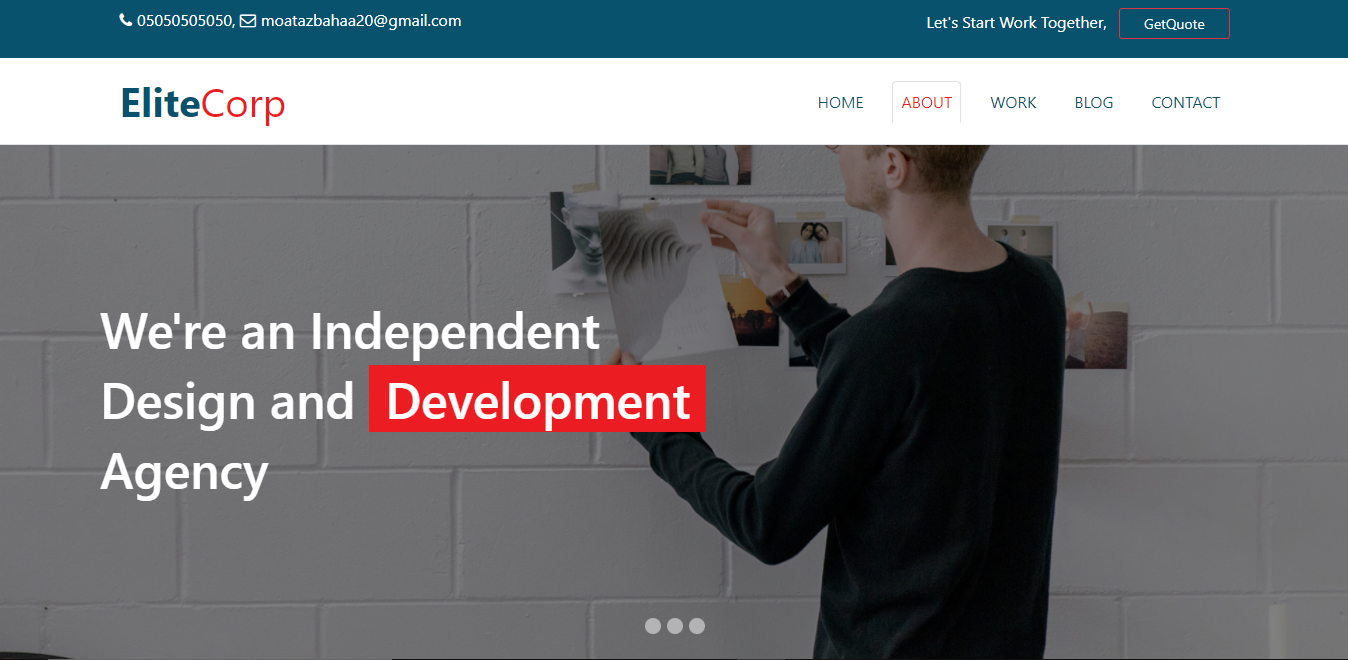 05050505050, moatazbahaa20@gmail.com
Let's Start Work Together, GetQuote
EliteCorp
HOME ABOUT WORK BLOG CONTACT
We're an Independent
Design and Development
Agency